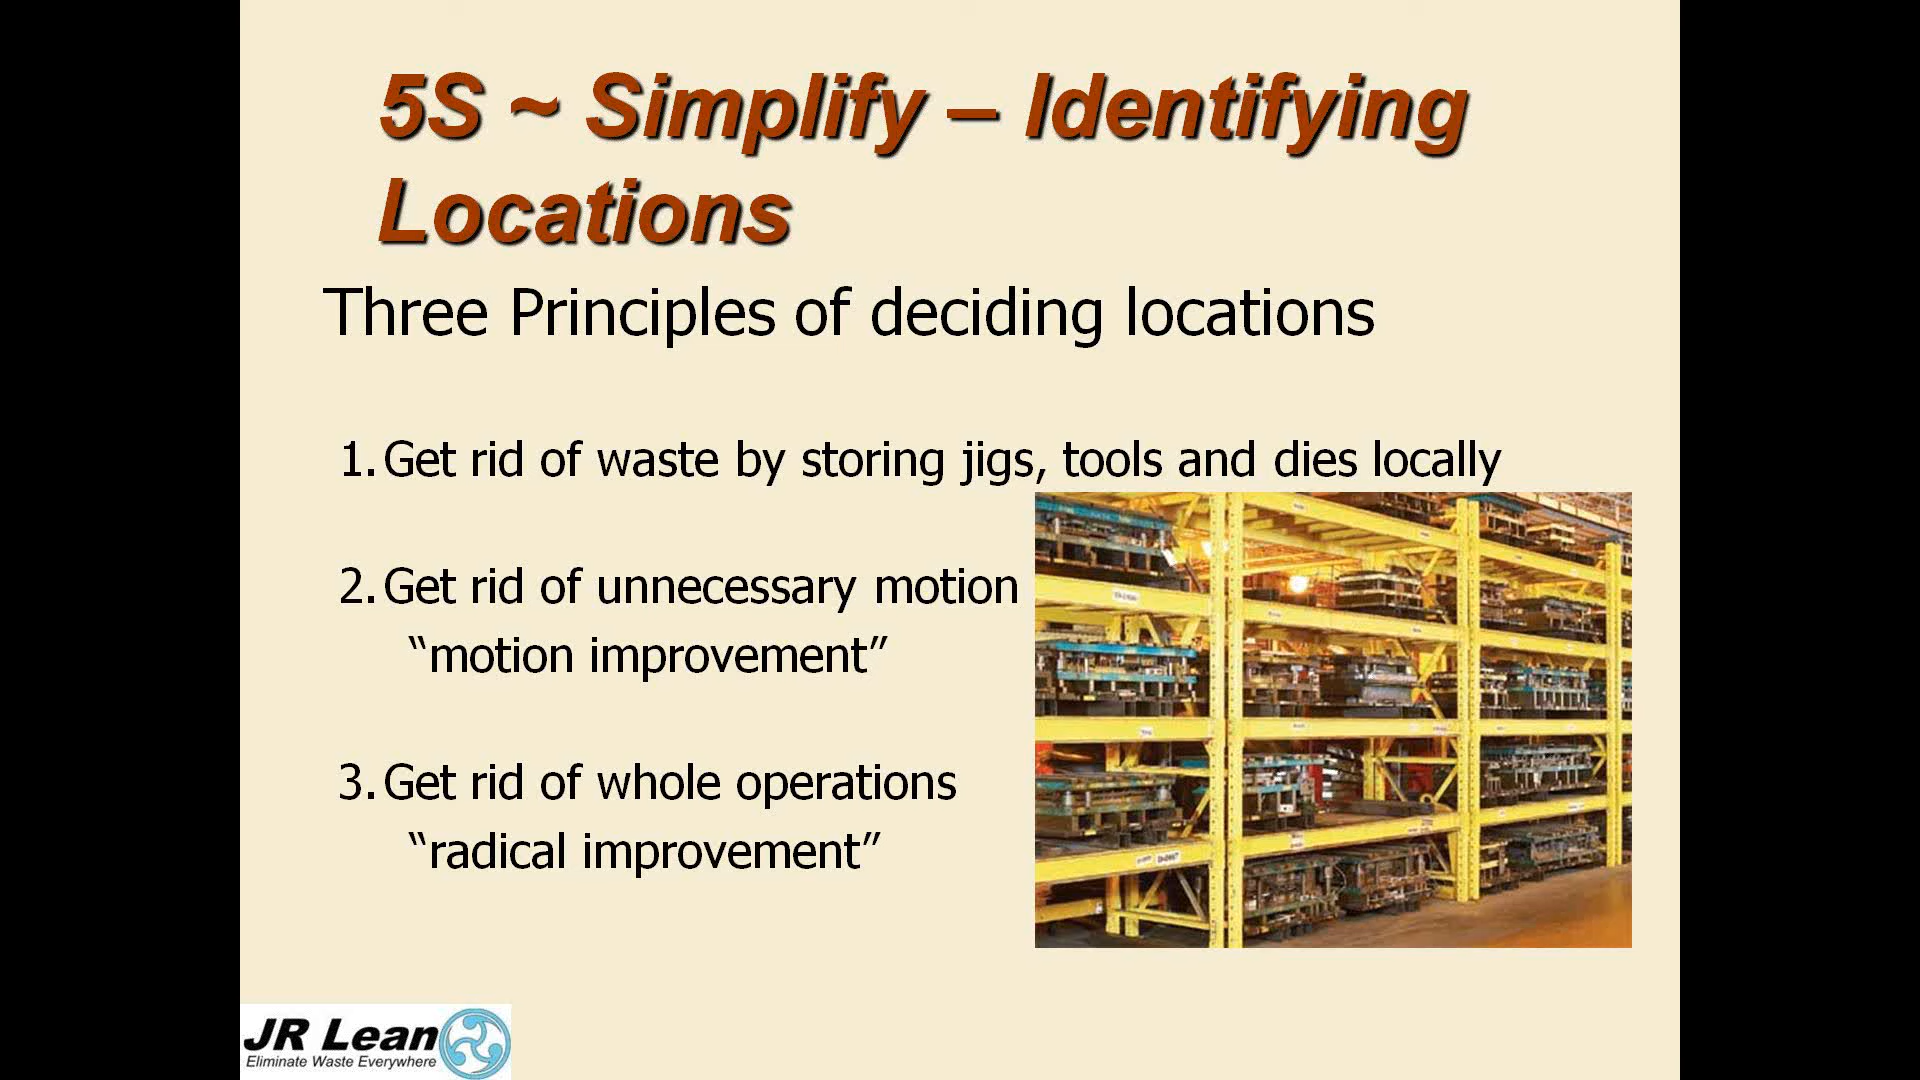 5S ~ Simplify – Identifying
Locations
Three Principles of deciding locations
1. Get rid of waste by storing jigs, tools and dies locally
2. Get rid of unnecessary motion
“motion improvement”
3. Get rid of whole operations
“radical improvement”
JR Lean
Eliminate Waste Everywhere